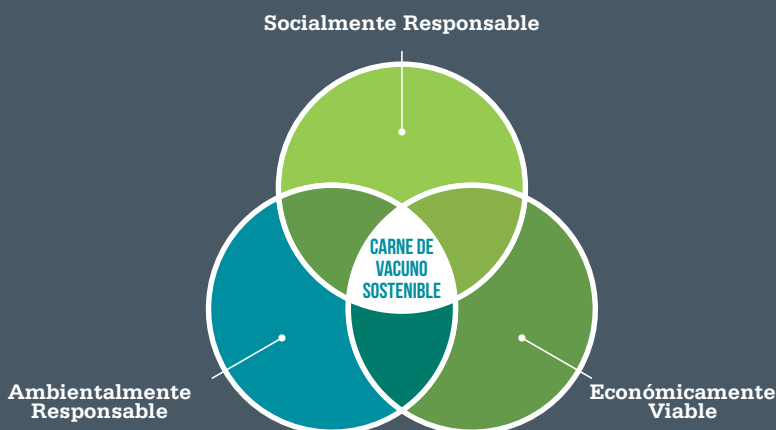 Socialmente Responsable
CARNE DE
VACUNO
SOSTENIBLE
Ambientalmente
Responsable
Económicamente
Viable